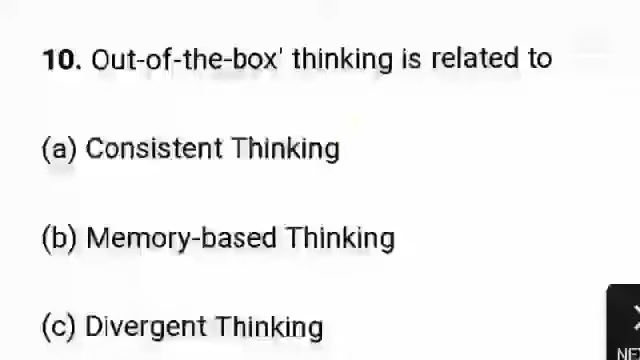 10. Out-of-the-box' thinking is related to
(a) Consistent Thinking
(b) Memory-based Thinking
(c) Divergent Thinking